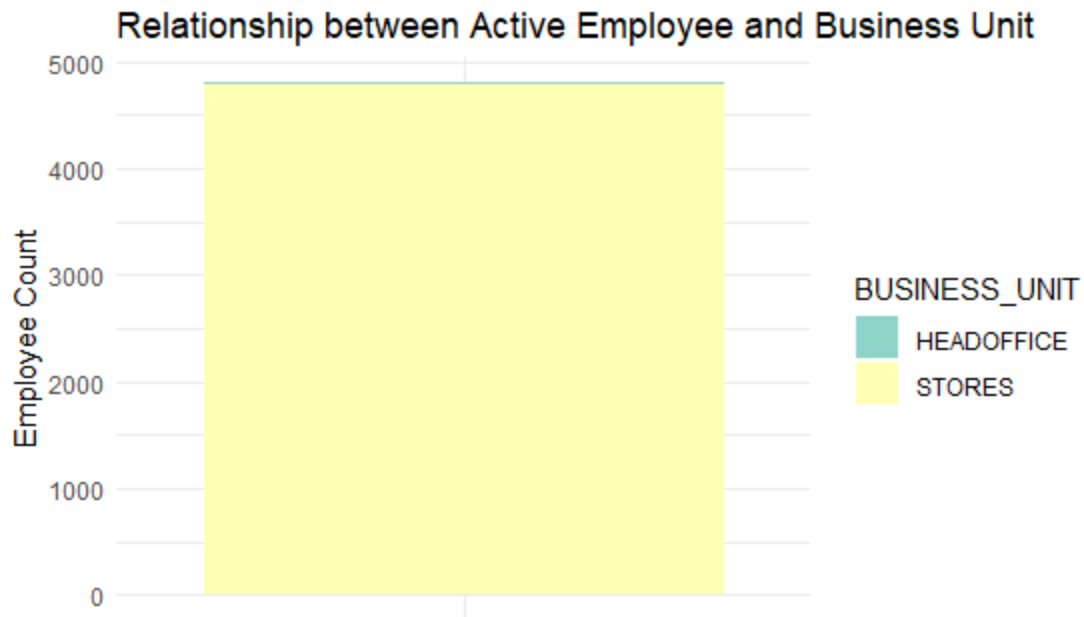 Relationship between Active Employee and Business Unit
5000
4000
3000
2000
1000
0
Employee Count
BUSINESS_UNIT
HEADOFFICE
STORES